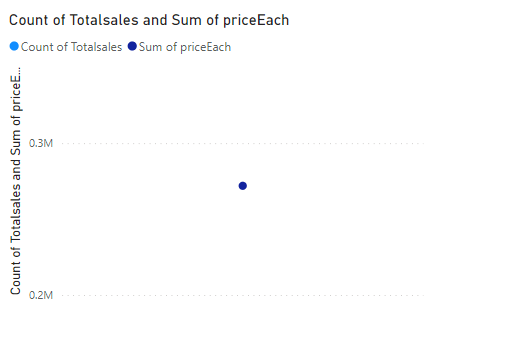 Count of Totalsales and Sum of priceEach
Count of Totalsales
Sum of priceEach
Count of Totalsales and Sum of priceE...
0.3M
0.2M